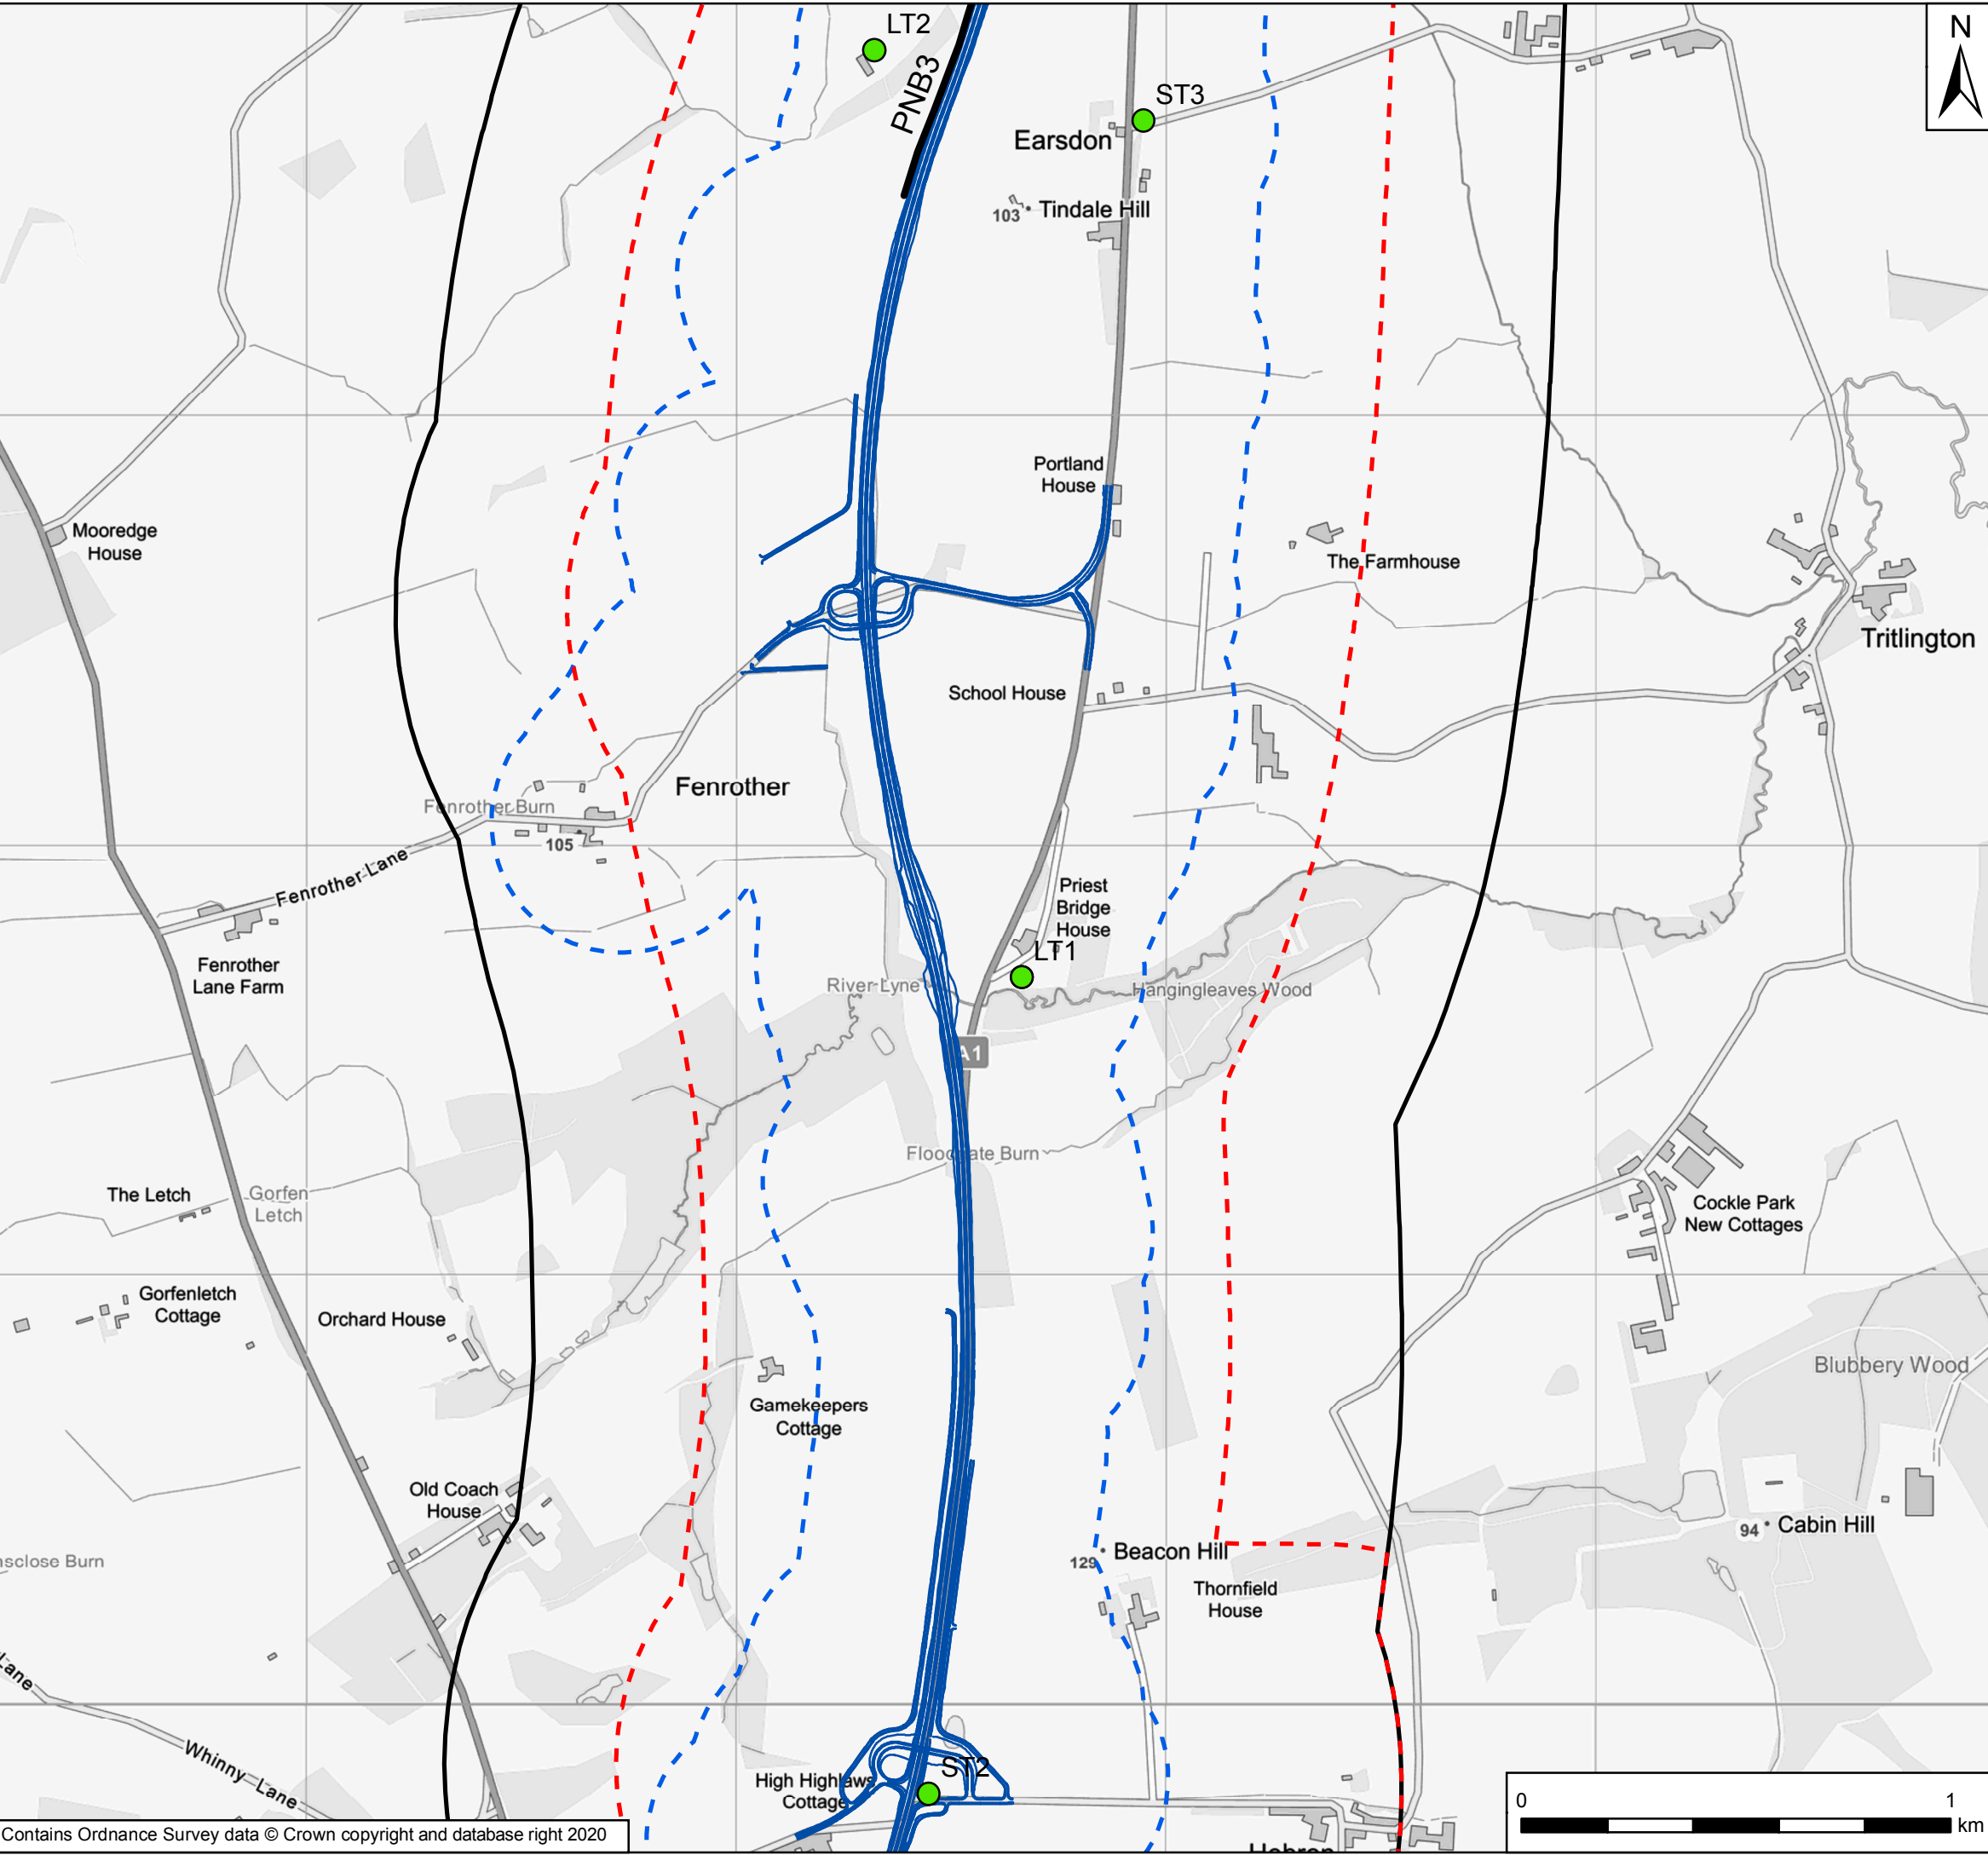 LT2
N
PNB3
ST3
Earsdon
103
Tindale Hill
Portland
House
Mooredge
House
The Farmhouse
Tritlington
School House
Fenrother
Fenrother Burn
105
Fenrother Lane
Priest
Bridge
House
LT1
Fenrother
Lane Farm
River Lyne
Hangingleaves Wood
A1
Floodgate Burn
The Letch
Gorfen
Letch
Cockle Park
New Cottages
Gorfenletch
Cottage
Orchard House
Blubbery Wood
Gamekeepers
Cottage
Old Coach
House
94
Cabin Hill
nsclose Burn
Beacon Hill
129
Thornfield
House
Lane
Whinny Lane
ST2
High Highlaws
Cottage
0 1
km
Contains Ordnance Survey data © Crown copyright and database right 2020